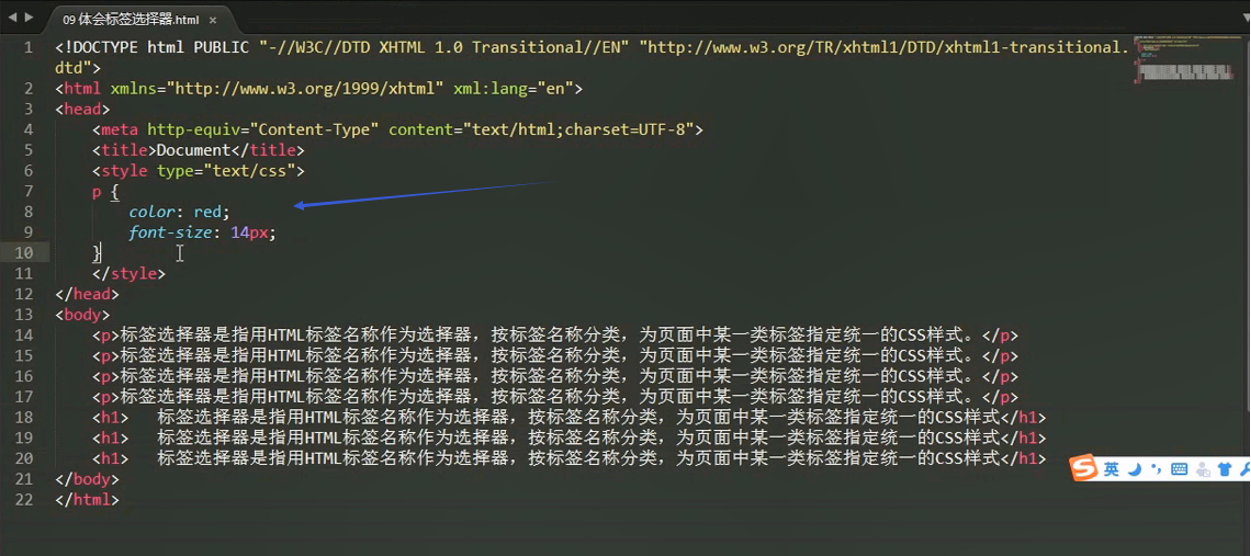 09 体会标签选择器.html ×
1 <!DOCTYPE html PUBLIC "-//W3C//DTD XHTML 1.0 Transitional//EN" "http://www.w3.org/TR/xhtml1/DTD/xhtml1-transitional.
dtd">
2 <html xmlns="http://www.w3.org/1999/xhtml" xml:lang="en">
3 <head>
4 <meta http-equiv="Content-Type" content="text/html;charset=UTF-8">
5 <title>Document</title>
6 <style type="text/css">
7 p {
8 color: red;
9 font-size: 14px;
10 }
11 </style>
12 </head>
13 <body>
14 <p>标签选择器是指用HTML标签名称作为选择器，按标签名称分类，为页面中某一类标签指定统一的CSS样式。</p>
15 <p>标签选择器是指用HTML标签名称作为选择器，按标签名称分类，为页面中某一类标签指定统一的CSS样式。</p>
16 <p>标签选择器是指用HTML标签名称作为选择器，按标签名称分类，为页面中某一类标签指定统一的CSS样式。</p>
17 <p>标签选择器是指用HTML标签名称作为选择器，按标签名称分类，为页面中某一类标签指定统一的CSS样式。</p>
18 <h1> 标签选择器是指用HTML标签名称作为选择器，按标签名称分类，为页面中某一类标签指定统一的CSS样式</h1>
19 <h1> 标签选择器是指用HTML标签名称作为选择器，按标签名称分类，为页面中某一类标签指定统一的CSS样式</h1>
20 <h1> 标签选择器是指用HTML标签名称作为选择器，按标签名称分类，为页面中某一类标签指定统一的CSS样式</h1>
S 英
21 </body>
22 </html>